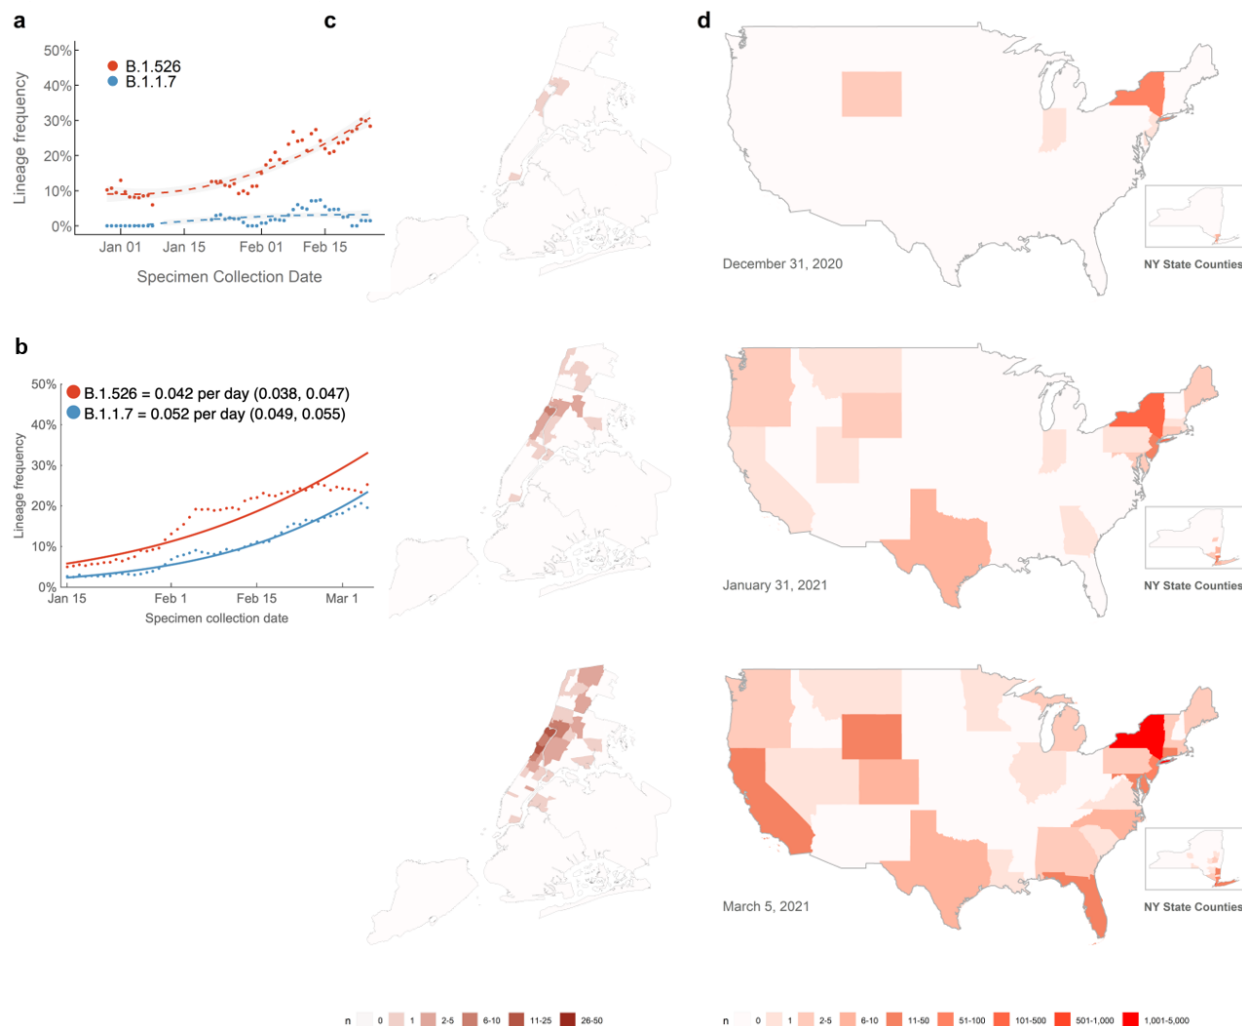 a
c
d
50%
40%
30%
20%
10%
0%
Lineage frequency
B.1.526
B.1.1.7
Jan 01
Jan 15
Feb 01
Feb 15
Specimen Collection Date
December 31, 2020
NY State Counties
b
50%
40%
30%
20%
10%
0%
Lineage frequency
B.1.526 = 0.042 per day (0.038, 0.047)
B.1.1.7 = 0.052 per day (0.049, 0.055)
Jan 15
Feb 1
Feb 15
Mar 1
Specimen collection date
January 31, 2021
NY State Counties
March 5, 2021
NY State Counties
n 0 1 2-5 6-10 11-25 26-50
n 0 1 2-5 6-10 11-50 51-100 101-500 501-1,000 1,001-5,000